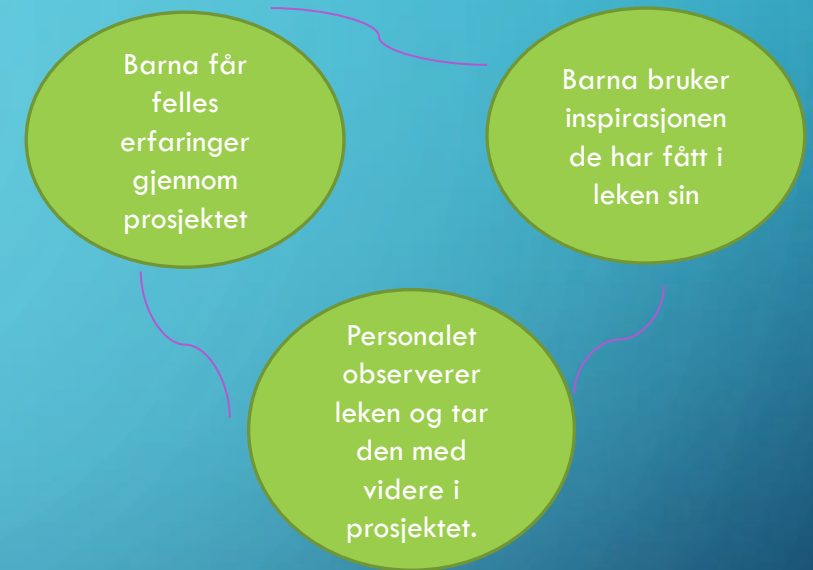 Barna får
felles
erfaringer
gjennom
prosjektet
Barna bruker
inspirasjonen
de har fått i
leken sin
Personalet
observerer
leken og tar
den med
videre i
prosjektet.